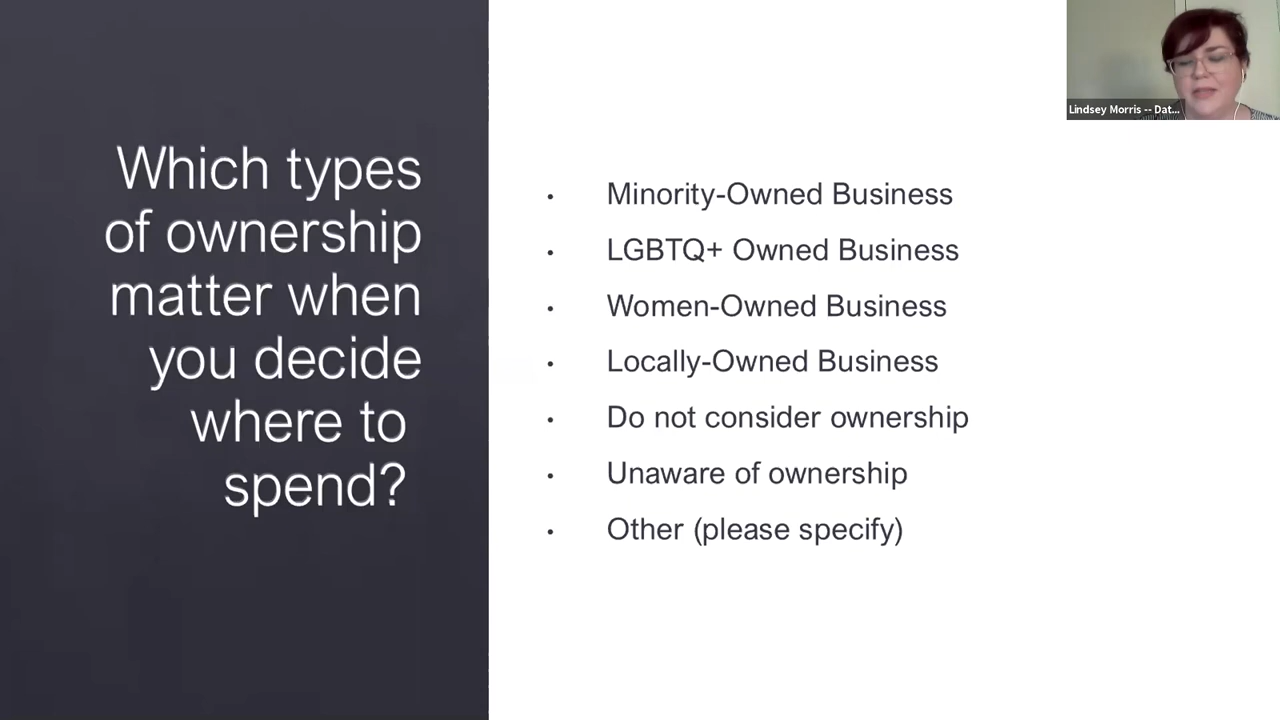 Which types
of ownership
matter when
you decide
where to
spend?
• Minority-Owned Business
• LGBTQ+ Owned Business
• Women-Owned Business
• Locally-Owned Business
• Do not consider ownership
• Unaware of ownership
• Other (please specify)
Lindsey Morris -- Dat...